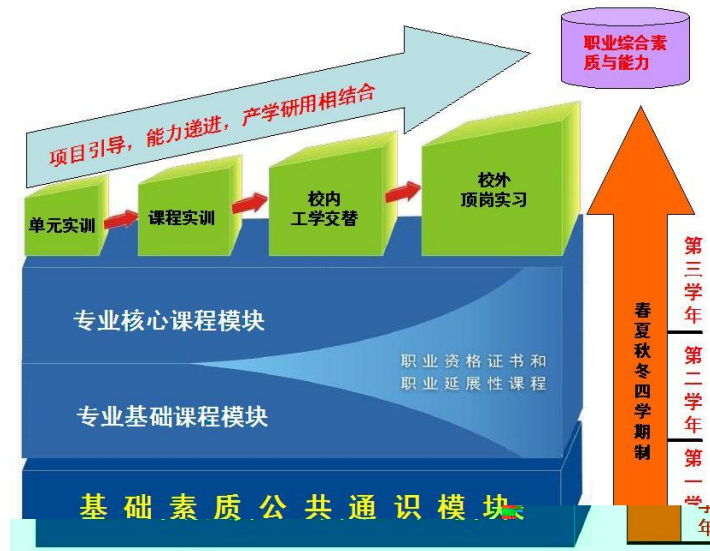 职业综合素
质与能力
项目引导，能力递进，产学研用相结合
单元实训
课程实训
校内
工学交替
校外
顶岗实习
专业核心课程模块
职业资格证书和
职业延展性课程
专业基础课程模块
基础素质公共通识模块
春夏秋冬四学期制
第三学年
第二学年
第一学年